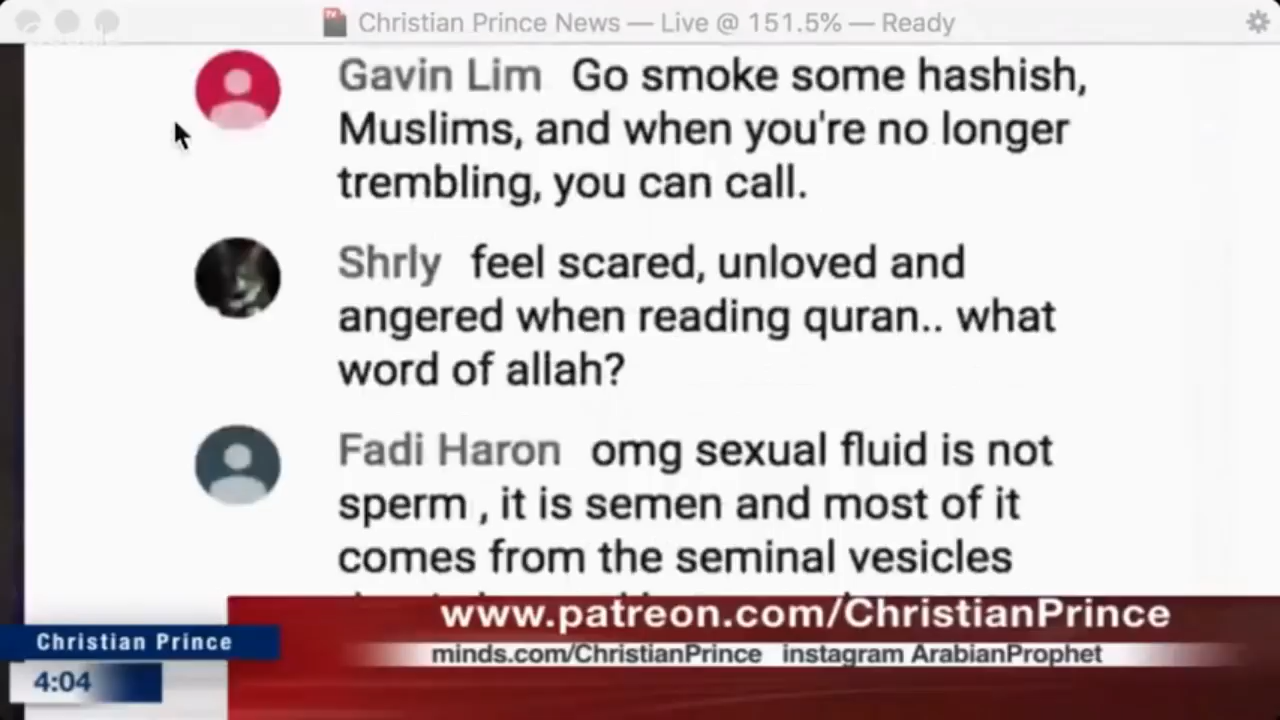 Christian Prince News — Live @ 151.5% — Ready
Gavin Lim Go smoke some hashish,
Muslims, and when you're no longer
trembling, you can call.
Shrly feel scared, unloved and
angered when reading quran.. what
word of allah?
Fadi Haron omg sexual fluid is not
sperm , it is semen and most of it
comes from the seminal vesicles
www.patreon.com/ChristianPrince
Christian Prince
minds.com/ChristianPrince instagram ArabianProphet
4:04